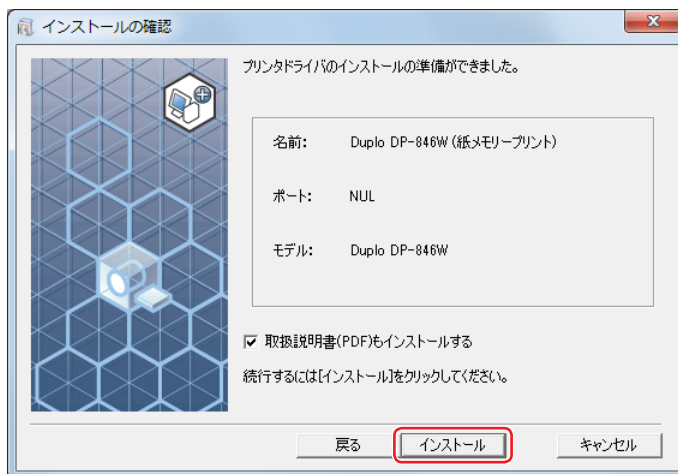 インストールの確認
プリンタドライバのインストールの準備ができました。
名前: Duplo DP-846W (紙メモリープリント)
ポート: NUL
モデル: Duplo DP-846W
取扱説明書(PDF)もインストールする
続行するには[インストール]をクリックしてください。
戻る インストール キャンセル